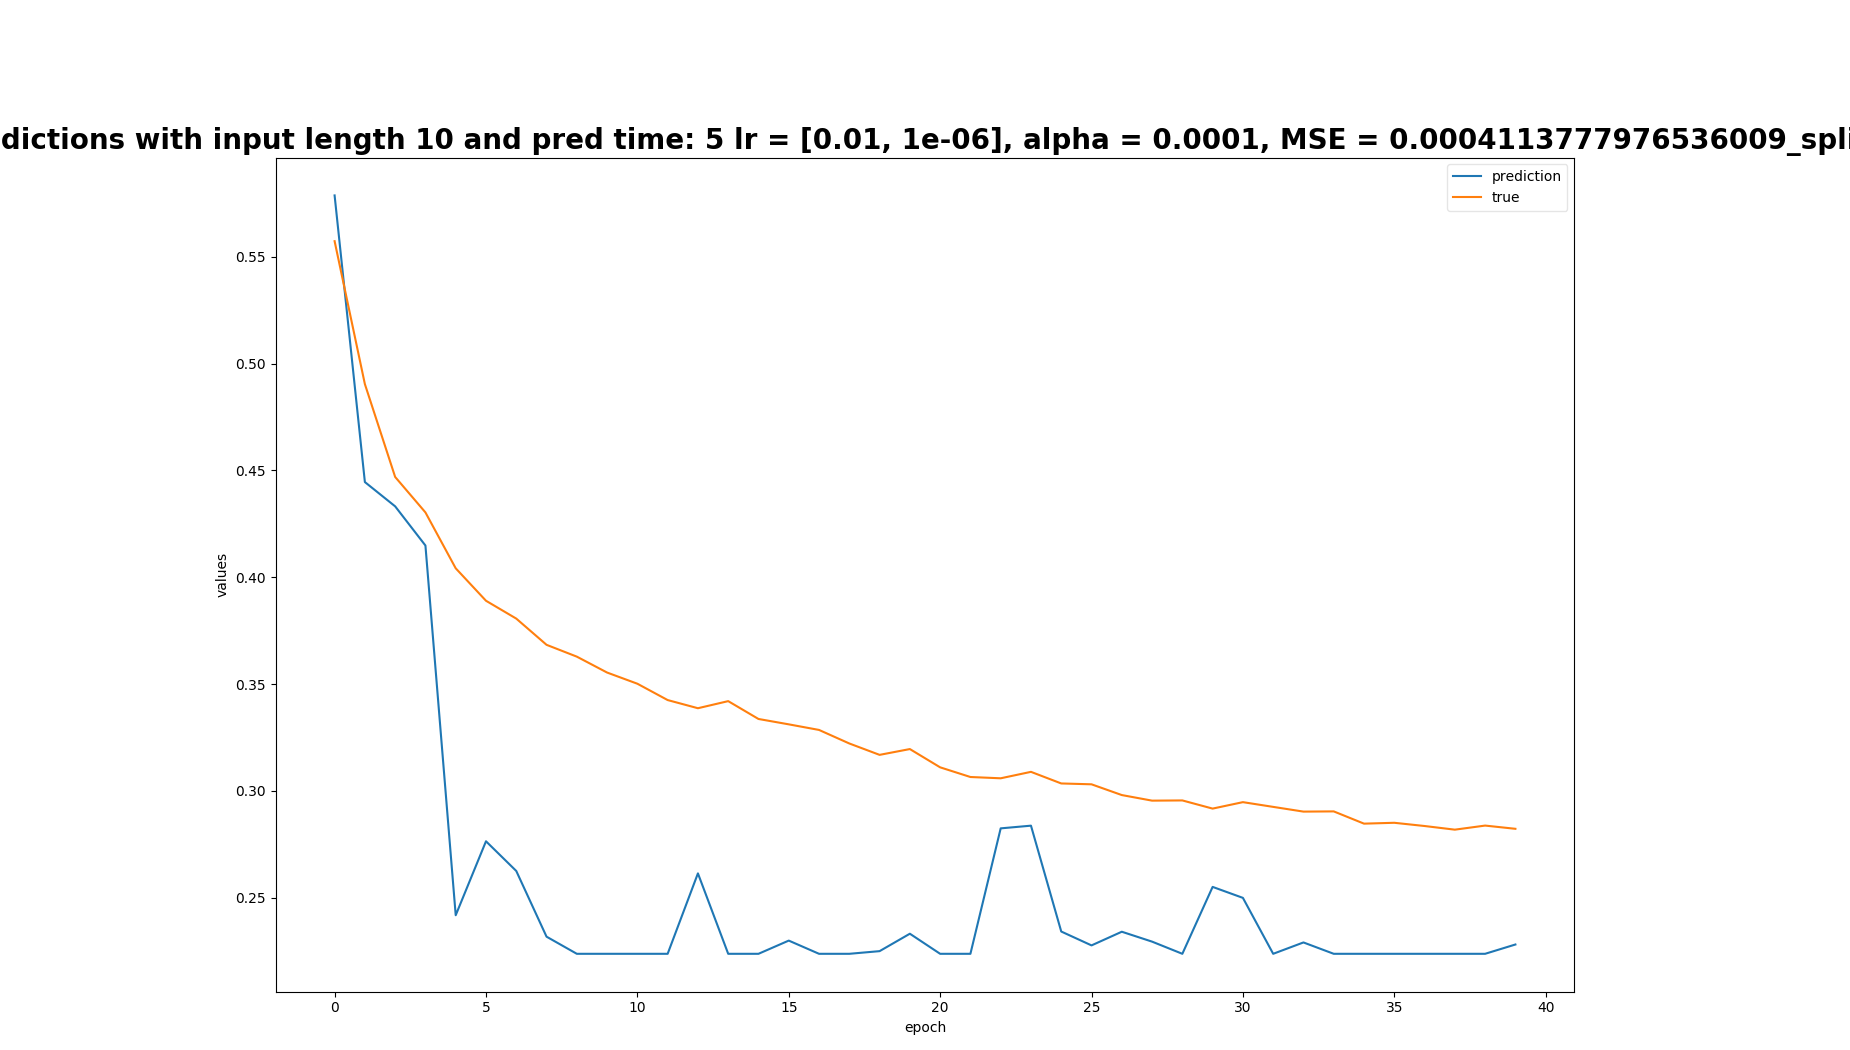 dictions with input length 10 and pred time: 5 lr = [0.01, 1e-06], alpha = 0.0001, MSE = 0.0004113777976536009_spli
prediction
true
0.55
0.50
0.45
0.40
0.35
0.30
0.25
values
0 5 10 15 20 25 30 35 40
epoch